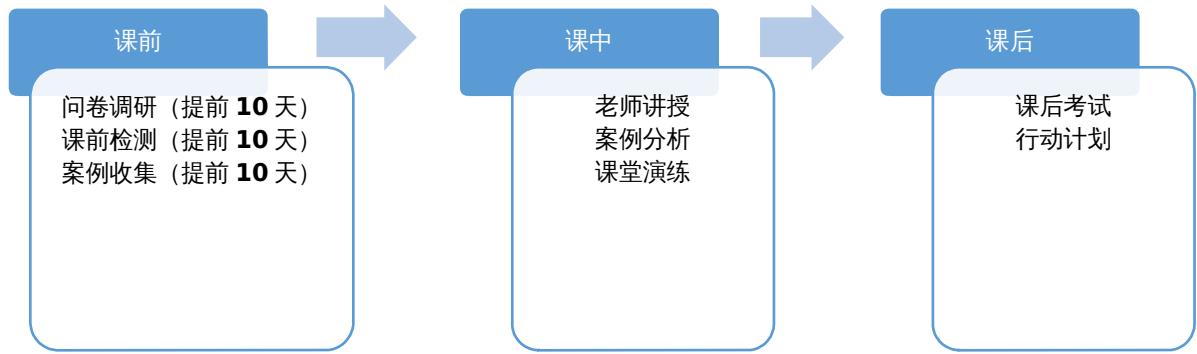 课前
问卷调研（提前 10 天）
课前检测（提前 10 天）
案例收集（提前 10 天）
课中
老师讲授
案例分析
课堂演练
课后
课后考试
行动计划